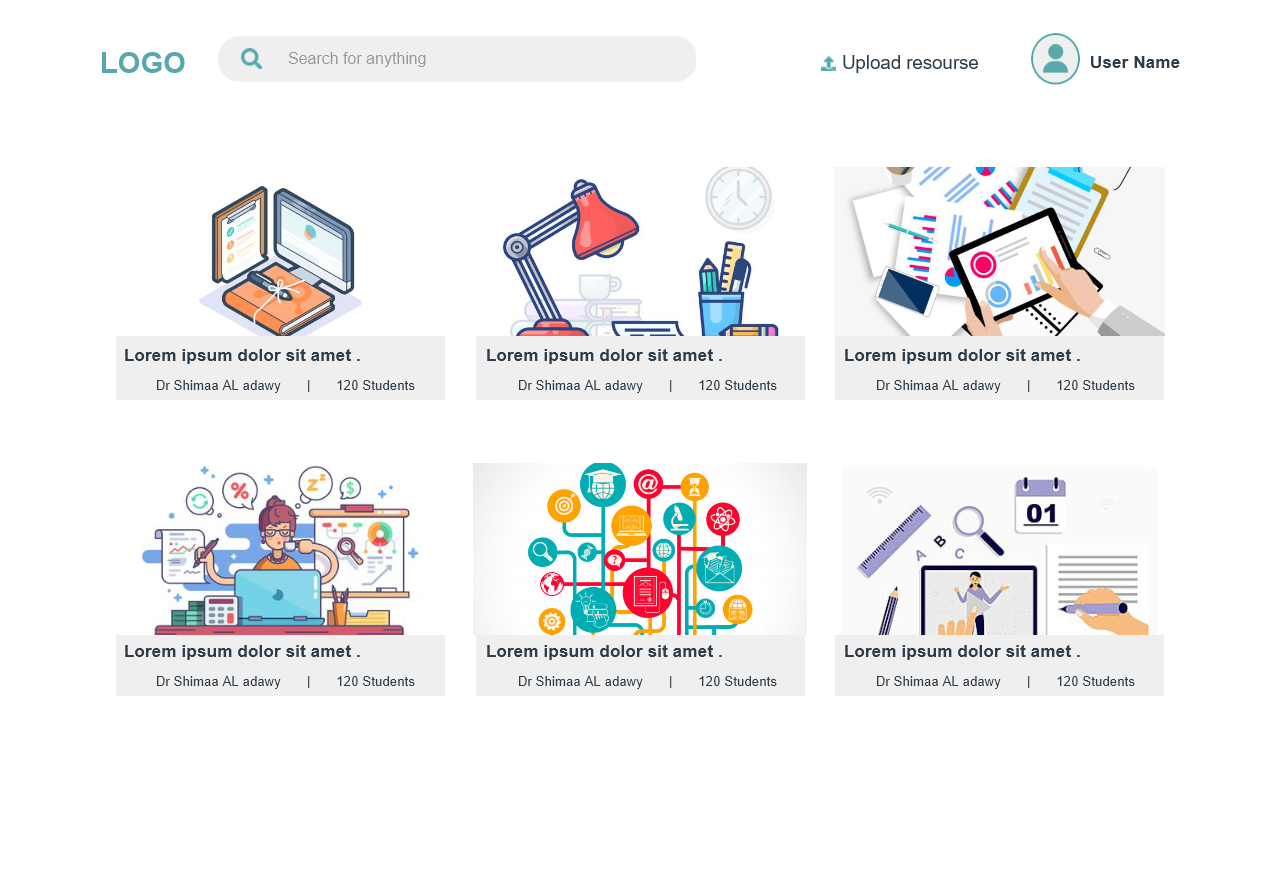 LOGO
Search for anything
Upload resourse
User Name
Lorem ipsum dolor sit amet .
Dr Shimaa AL adawy | 120 Students
Lorem ipsum dolor sit amet .
Dr Shimaa AL adawy | 120 Students
Lorem ipsum dolor sit amet .
Dr Shimaa AL adawy | 120 Students
% z z $
@
?
01
A B C
Lorem ipsum dolor sit amet .
Dr Shimaa AL adawy | 120 Students
Lorem ipsum dolor sit amet .
Dr Shimaa AL adawy | 120 Students
Lorem ipsum dolor sit amet .
Dr Shimaa AL adawy | 120 Students